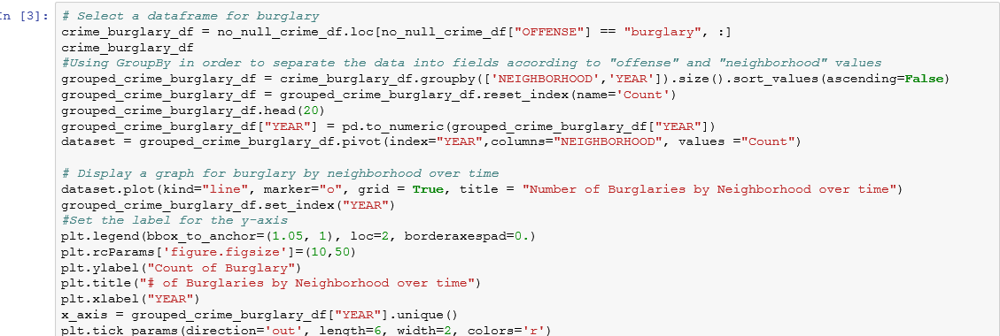 n [3]:
# Select a dataframe for burglary
crime_burglary_df = no_null_crime_df.loc[no_null_crime_df["OFFENSE"] == "burglary", :]
crime_burglary_df
#Using GroupBy in order to separate the data into fields according to "offense" and "neighborhood" values
grouped_crime_burglary_df = crime_burglary_df.groupby(['NEIGHBORHOOD','YEAR']).size().sort_values(ascending=False)
grouped_crime_burglary_df = grouped_crime_burglary_df.reset_index(name='Count')
grouped_crime_burglary_df.head(20)
grouped_crime_burglary_df["YEAR"] = pd.to_numeric(grouped_crime_burglary_df["YEAR"])
dataset = grouped_crime_burglary_df.pivot(index="YEAR",columns="NEIGHBORHOOD", values ="Count")
# Display a graph for burglary by neighborhood over time
dataset.plot(kind="line", marker="o", grid = True, title = "Number of Burglaries by Neighborhood over time")
grouped_crime_burglary_df.set_index("YEAR")
#Set the label for the y-axis
plt.legend(bbox_to_anchor=(1.05, 1), loc=2, borderaxespad=0.)
plt.rcParams['figure.figsize']=(10,50)
plt.ylabel("Count of Burglary")
plt.title("# of Burglaries by Neighborhood over time")
plt.xlabel("YEAR")
x_axis = grouped_crime_burglary_df["YEAR"].unique()
plt.tick_params(direction='out', length=6, width=2, colors='r')